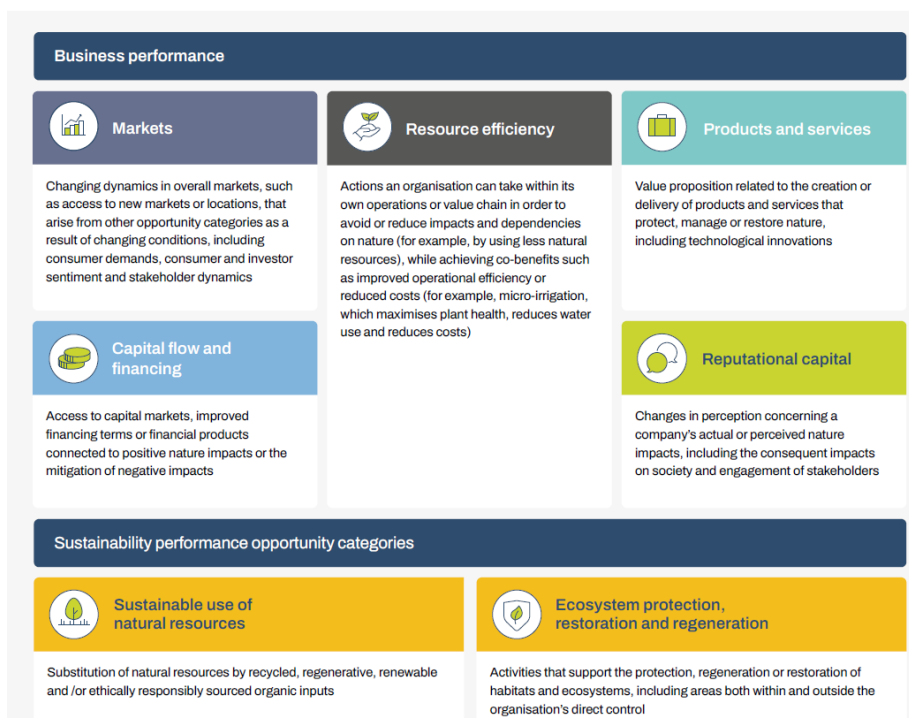 Business performance
Markets
Changing dynamics in overall markets, such
as access to new markets or locations, that
arise from other opportunity categories as a
result of changing conditions, including
consumer demands, consumer and investor
sentiment and stakeholder dynamics
Resource efficiency
Actions an organisation can take within its
own operations or value chain in order to
avoid or reduce impacts and dependencies
on nature (for example, by using less natural
resources), while achieving co-benefits such
as improved operational efficiency or
reduced costs (for example, micro-irrigation,
which maximises plant health, reduces water
use and reduces costs)
Products and services
Value proposition related to the creation or
delivery of products and services that
protect, manage or restore nature,
including technological innovations
Capital flow and
financing
Access to capital markets, improved
financing terms or financial products
connected to positive nature impacts or the
mitigation of negative impacts
Reputational capital
Changes in perception concerning a
company's actual or perceived nature
impacts, including the consequent impacts
on society and engagement of stakeholders
Sustainability performance opportunity categories
Sustainable use of
natural resources
Substitution of natural resources by recycled, regenerative, renewable
and /or ethically responsibly sourced organic inputs
Ecosystem protection,
restoration and regeneration
Activities that support the protection, regeneration or restoration of
habitats and ecosystems, including areas both within and outside the
organisation's direct control